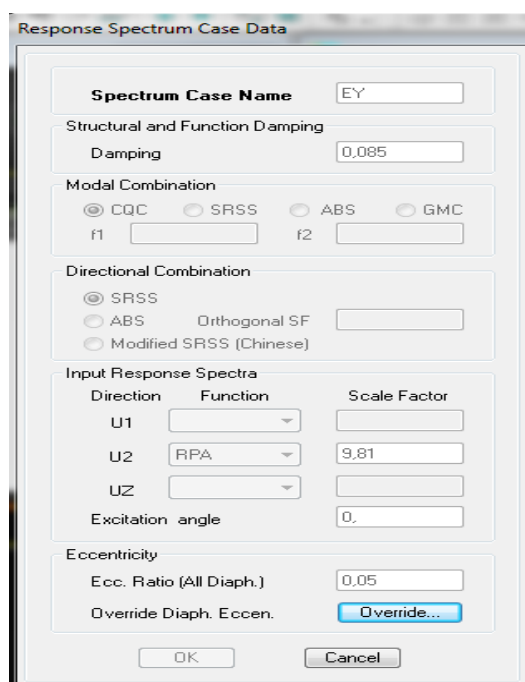 Response Spectrum Case Data
Spectrum Case Name EY
Structural and Function Damping
Damping 0,085
Modal Combination
CQC SRSS ABS GMC
f1 f2
Directional Combination
SRSS
ABS Orthogonal SF
Modified SRSS (Chinese)
Input Response Spectra
Direction Function Scale Factor
U1
U2 RPA 9,81
UZ
Excitation angle 0,
Eccentricity
Ecc. Ratio (All Diaph.) 0,05
Override Diaph. Eccen. Override...
OK Cancel